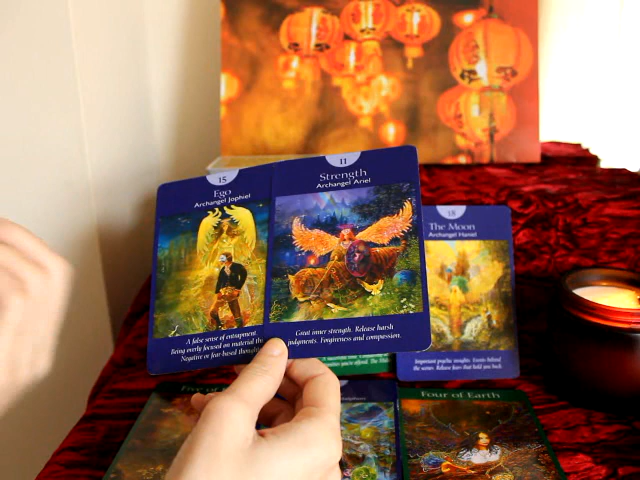 15
Ego
Archangel Jophiel
A false sense of entrapment.
Being overly focused on material
Negative or fear-based
11
Strength
Archangel Ariel
Great inner strength. Release harsh
judgments. Forgiveness and compassion.
18
The Moon
Archangel Haniel
Important psychic insights. Events behind
the scenes. Release fears that hold you back.
Five of
Four of Earth